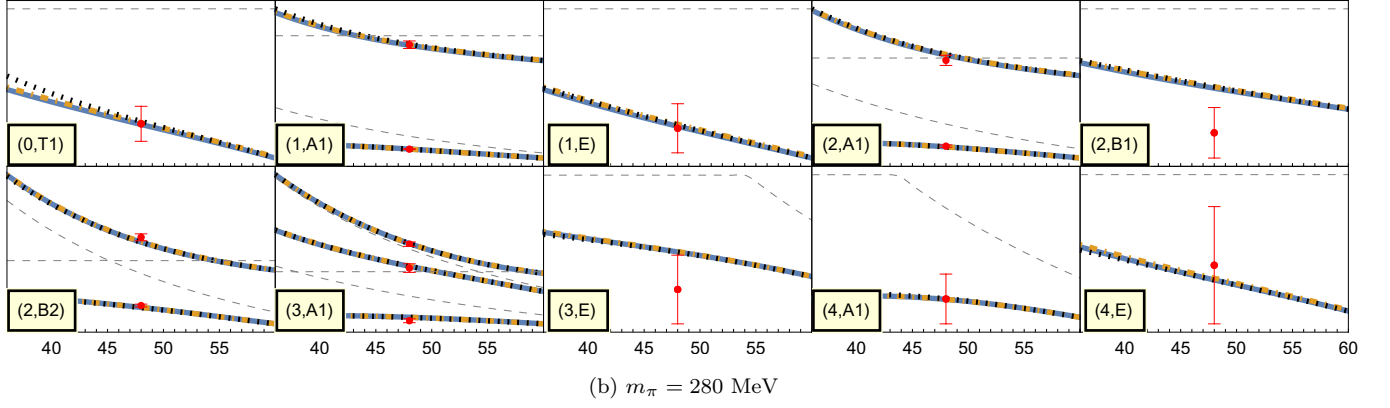 (0,T1) (1,A1) (1,E) (2,A1) (2,B1)
(2,B2) (3,A1) (3,E) (4,A1) (4,E)
40 45 50 55 40 45 50 55 40 45 50 55 40 45 50 55 40 45 50 55 60
(b) mπ = 280 MeV